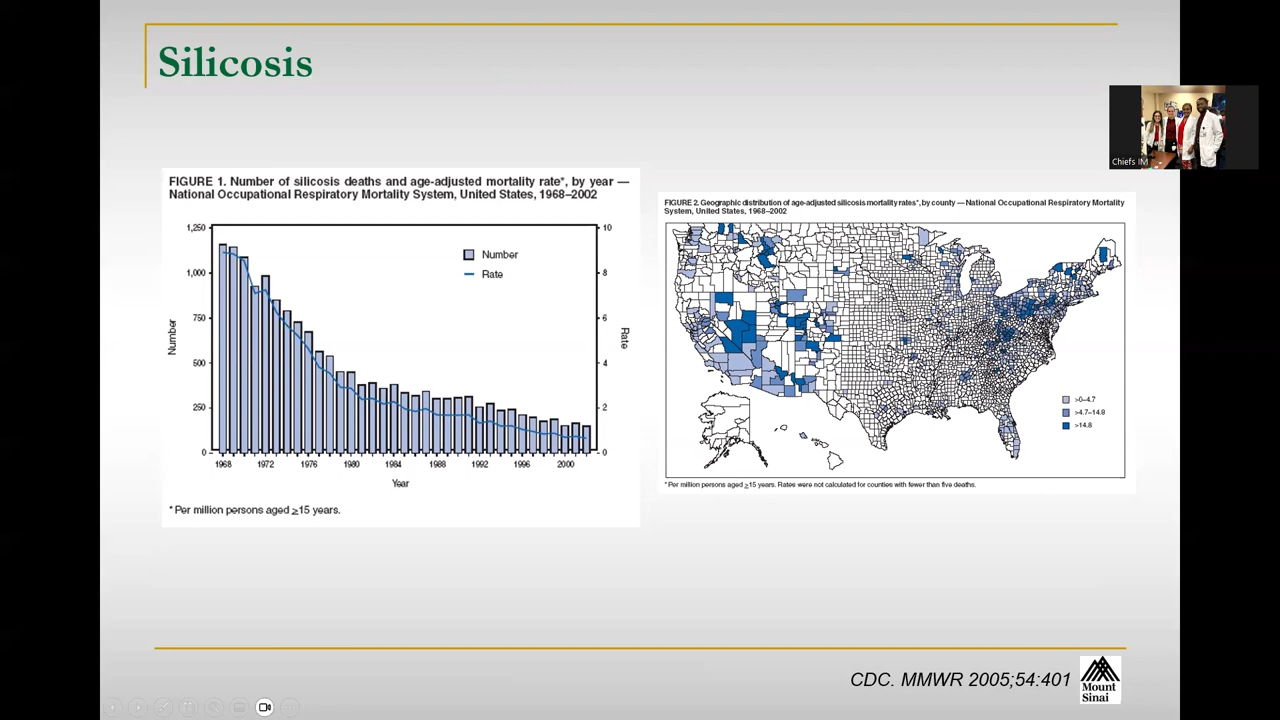 Silicosis
Chiefs IM
FIGURE 1. Number of silicosis deaths and age-adjusted mortality rate*, by year —
National Occupational Respiratory Mortality System, United States, 1968–2002
1,250
1,000
750
500
250
0
Number
10
8
6
4
2
0
Rate
Number
Rate
1968
1972
1976
1980
1984
1988
1992
1996
2000
Year
* Per million persons aged ≥15 years.
FIGURE 2. Geographic distribution of age-adjusted silicosis mortality rates*, by county — National Occupational Respiratory Mortality
System, United States, 1968–2002
>0–4.7
>4.7–14.8
>14.8
* Per million persons aged ≥15 years. Rates were not calculated for counties with fewer than five deaths.
CDC. MMWR 2005;54:401
Mount
Sinai